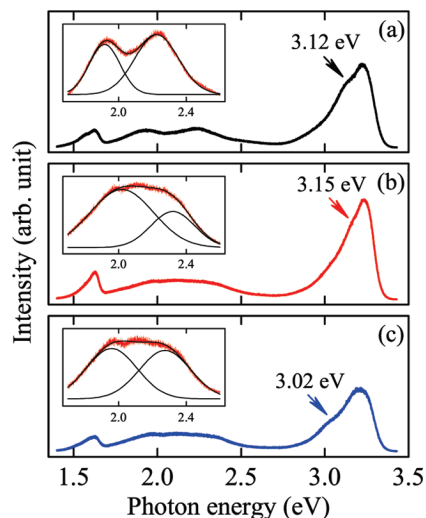 (a)
3.12 eV
2.0 2.4
(b)
3.15 eV
2.0 2.4
(c)
3.02 eV
2.0 2.4
Intensity (arb. unit)
1.5 2.0 2.5 3.0 3.5
Photon energy (eV)